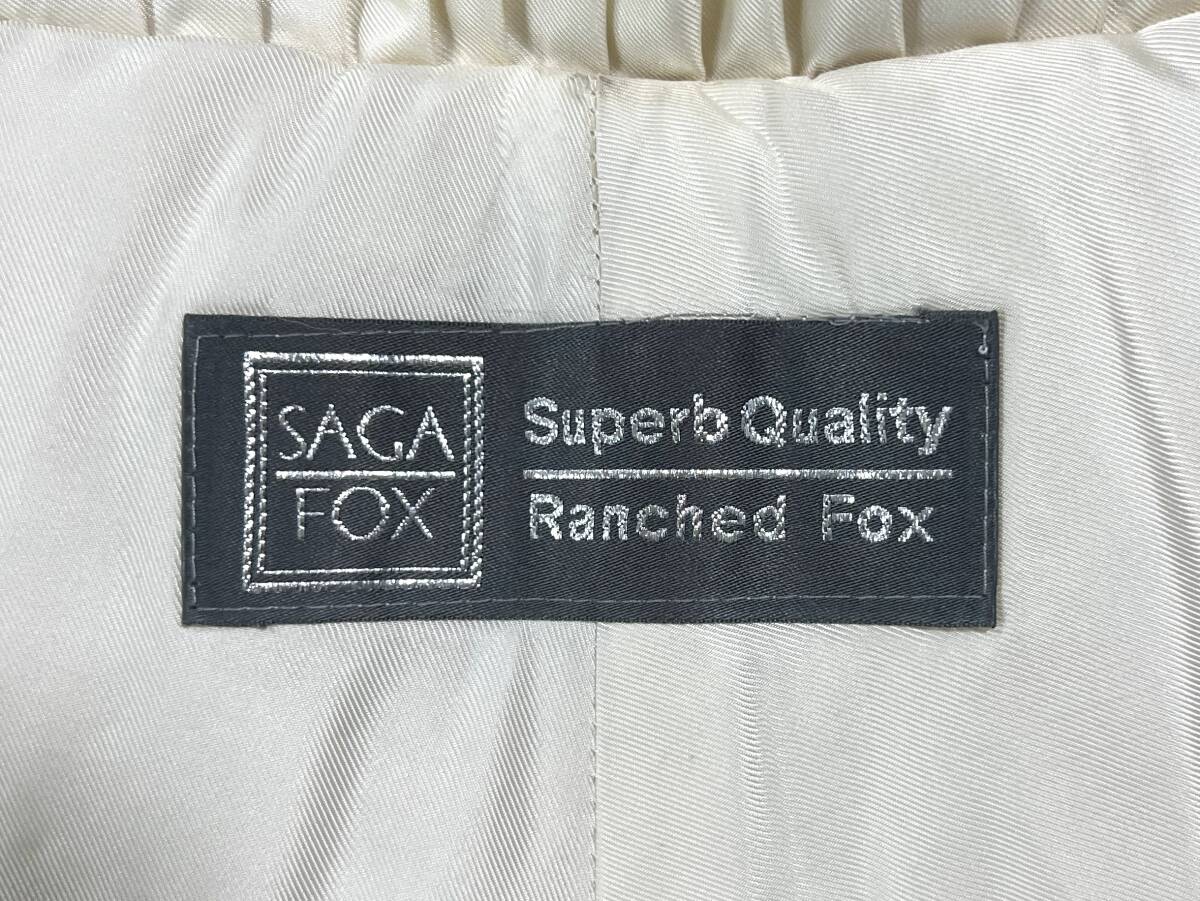 SAGA
FOX
Superb Quality
Ranched Fox